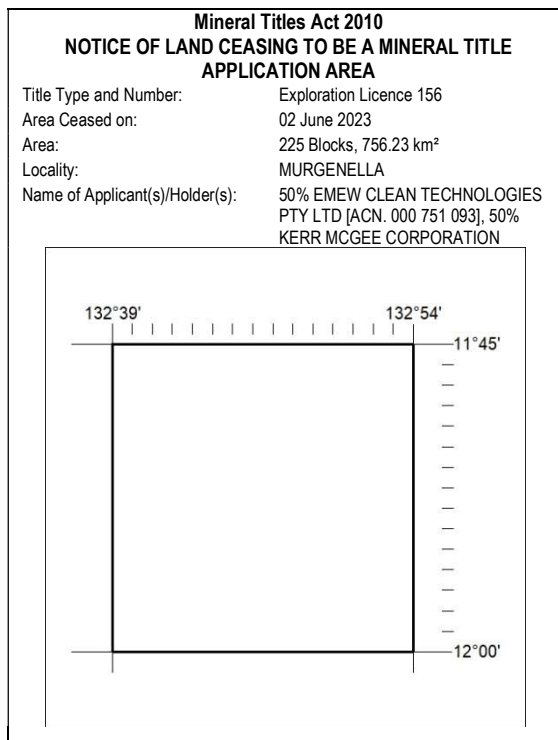 Mineral Titles Act 2010
NOTICE OF LAND CEASING TO BE A MINERAL TITLE
APPLICATION AREA
Title Type and Number: Exploration Licence 156
Area Ceased on: 02 June 2023
Area: 225 Blocks, 756.23 km²
Locality: MURGENELLA
Name of Applicant(s)/Holder(s): 50% EMEW CLEAN TECHNOLOGIES
PTY LTD [ACN. 000 751 093], 50%
KERR MCGEE CORPORATION
132°39' 132°54'
11°45'
12°00'